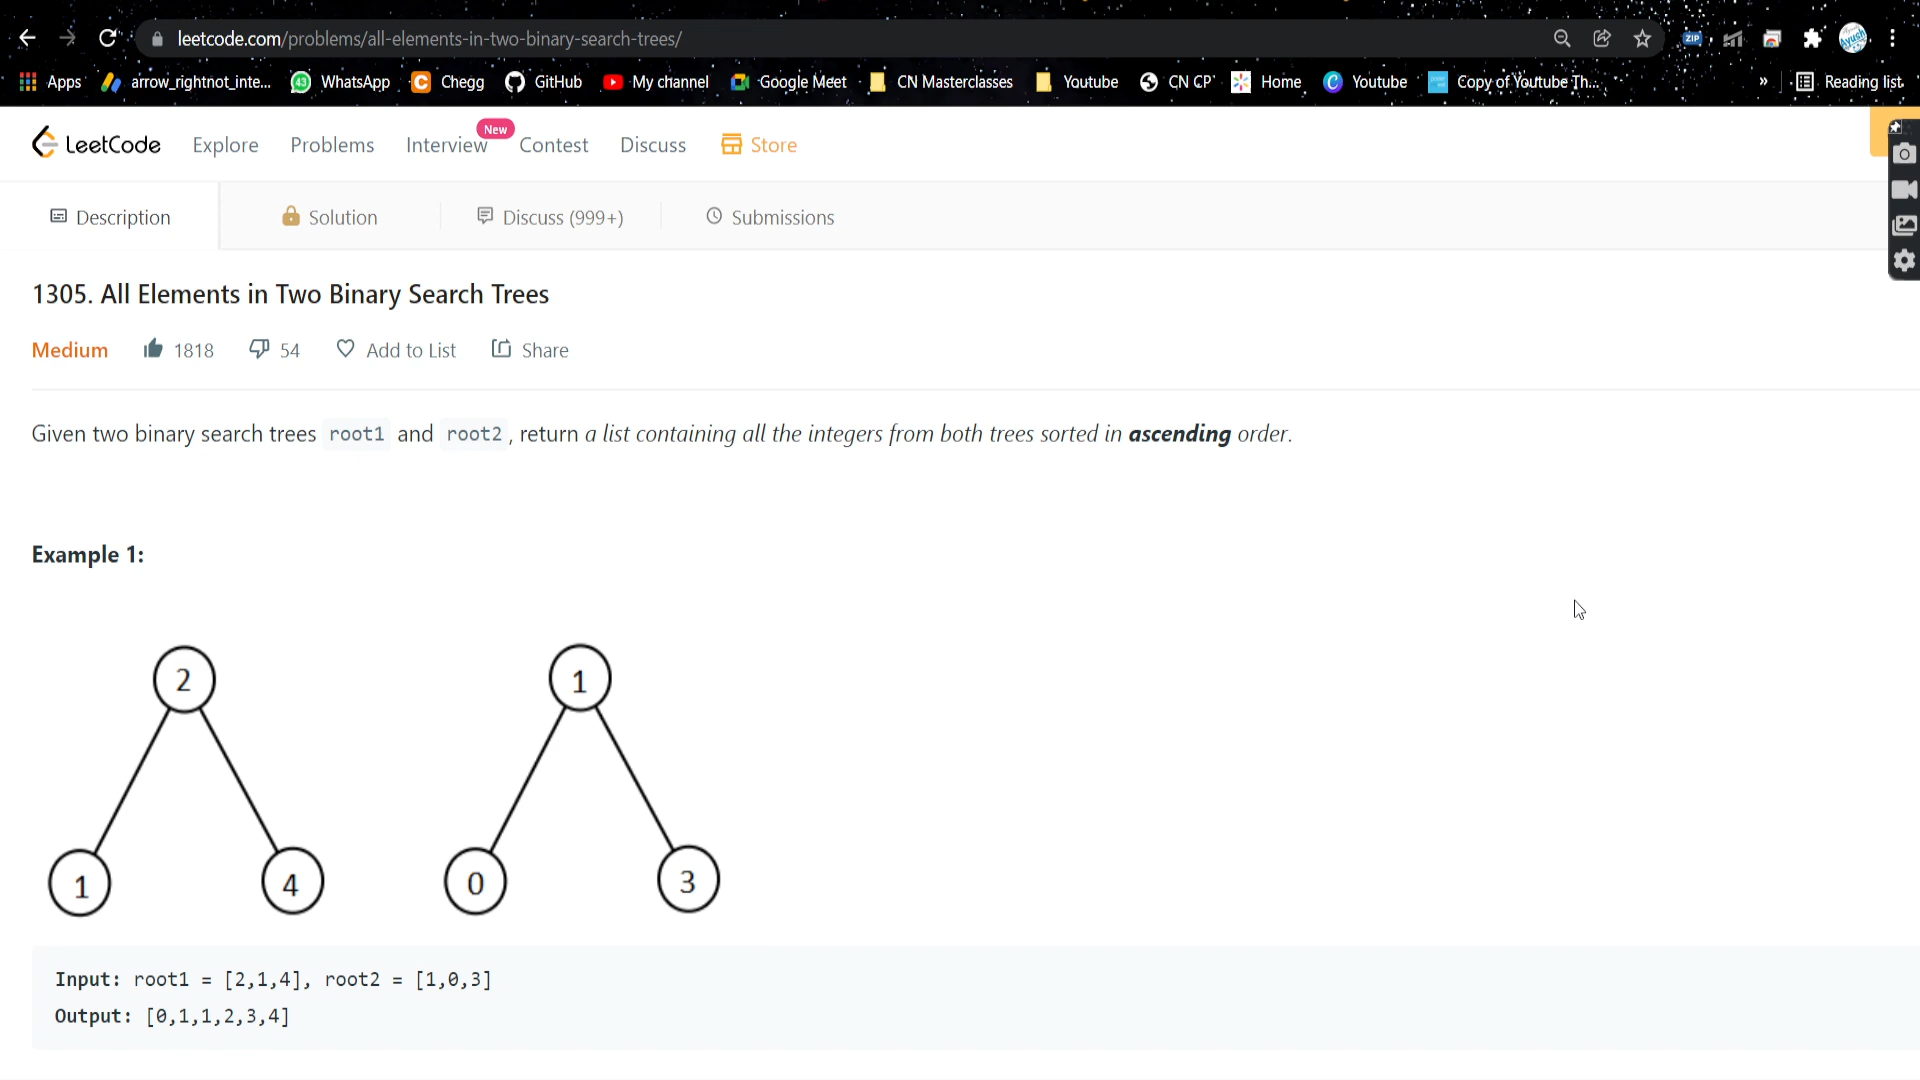 leetcode.com/problems/all-elements-in-two-binary-search-trees/
ZIP
Ayush
Apps arrow_rightnot_inte... 43 WhatsApp Chegg GitHub My channel Google Meet CN Masterclasses Youtube CN CP Home Youtube Copy of Youtube Th... » Reading list
LeetCode Explore Problems Interview New Contest Discuss Store
Description Solution Discuss (999+) Submissions
1305. All Elements in Two Binary Search Trees
Medium 1818 54 Add to List Share
Given two binary search trees root1 and root2 , return a list containing all the integers from both trees sorted in ascending order.
Example 1:
2 1
1 4 0 3
Input: root1 = [2,1,4], root2 = [1,0,3]
Output: [0,1,1,2,3,4]